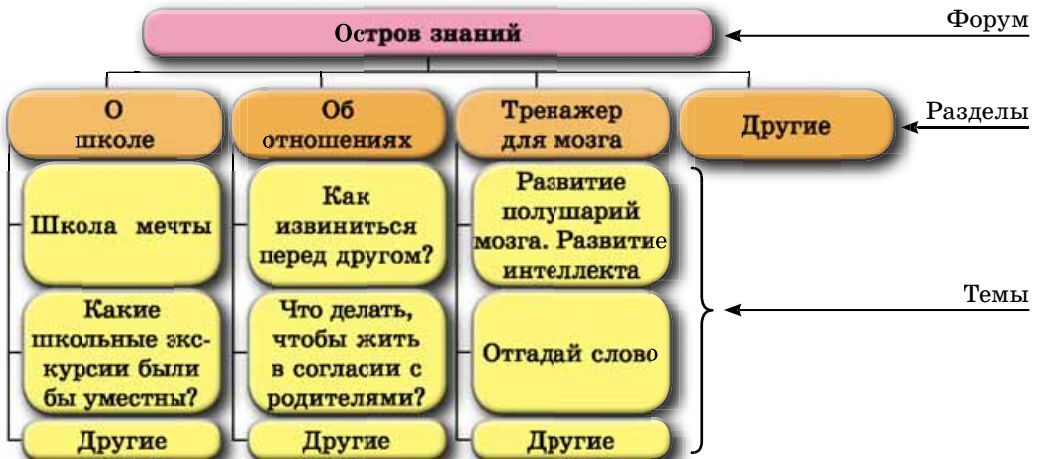 Остров знаний
Форум
О
школе
Об
отношениях
Тренажер
для мозга
Другие
Разделы
Школа мечты
Как
извиниться
перед другом?
Развитие
полушарий
мозга. Развитие
интеллекта
Темы
Какие
школьные экс-
курсии были
бы уместны?
Что делать,
чтобы жить
в согласии с
родителями?
Отгадай слово
Другие
Другие
Другие